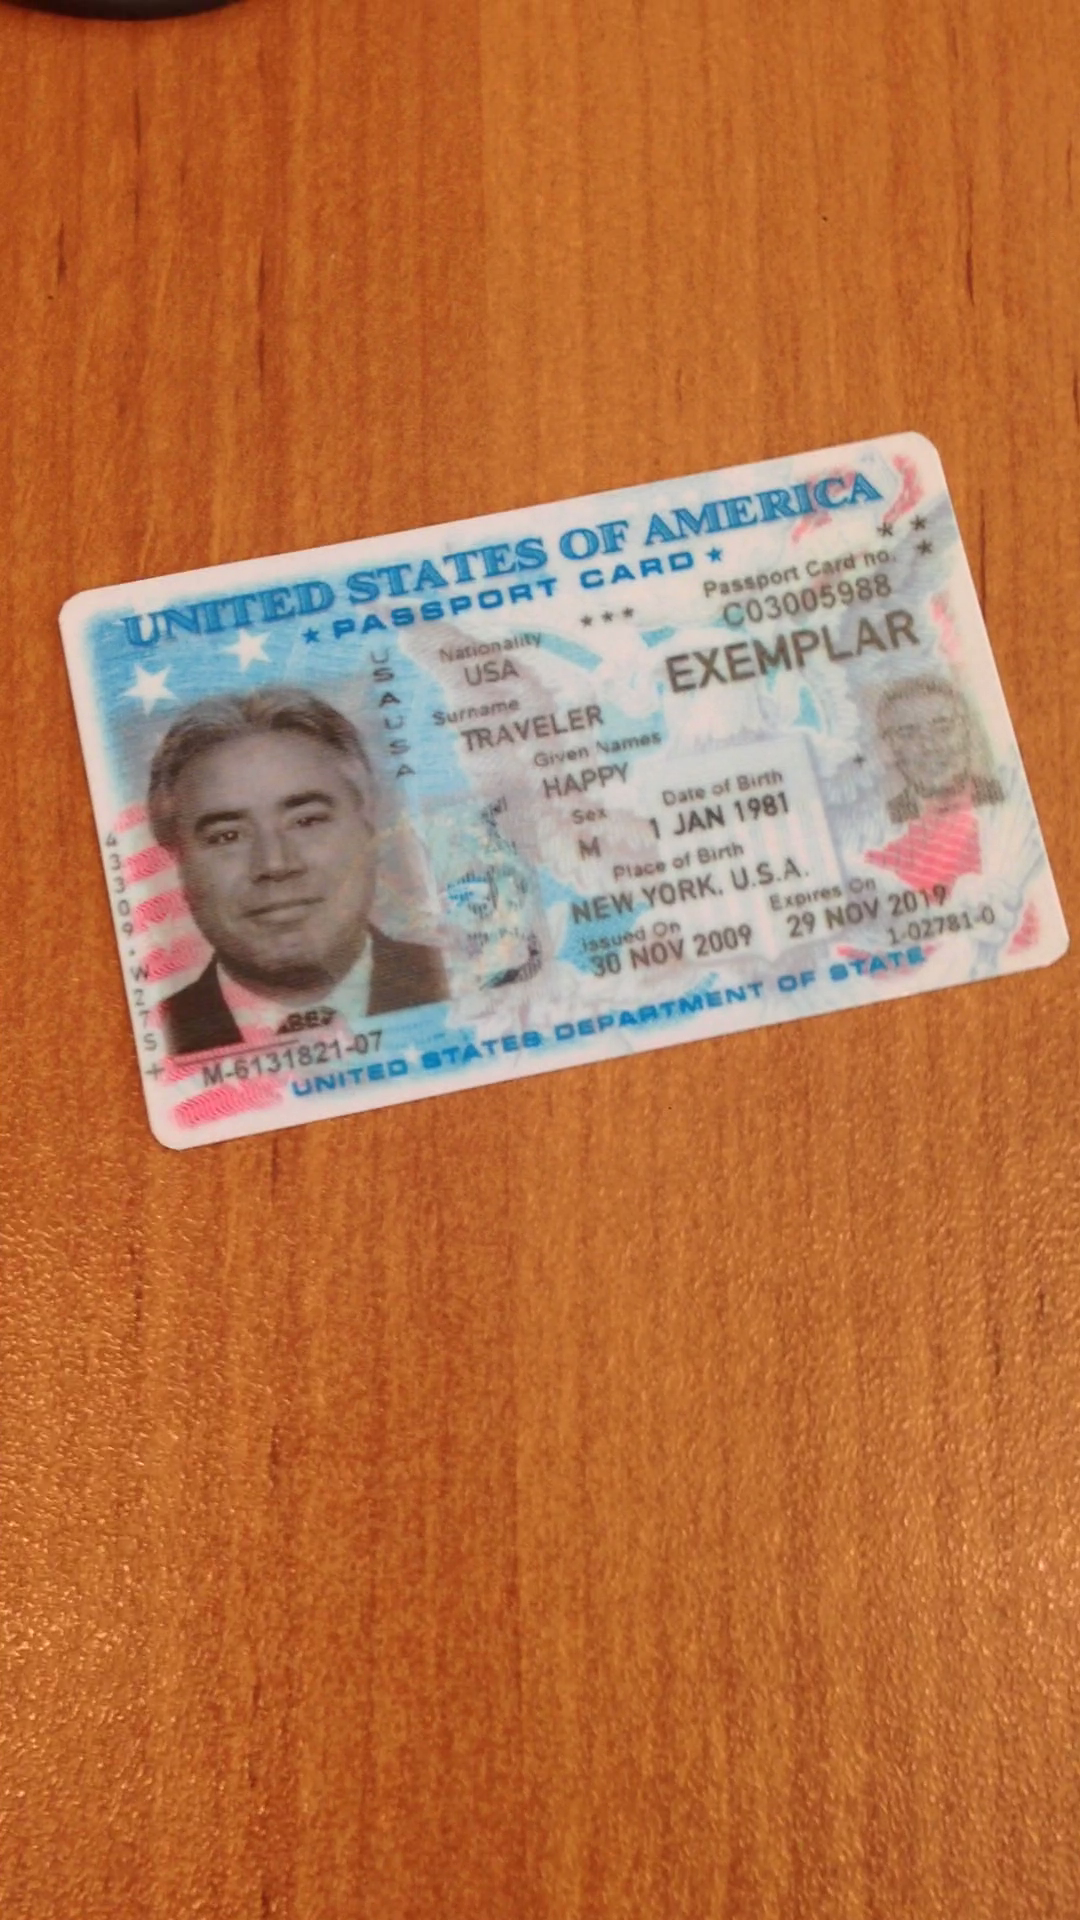 UNITED STATES OF AMERICA
★ PASSPORT CARD ★
Passport Card no.
C03005988
EXEMPLAR
USAUSA
Nationality
USA
Surname
TRAVELER
Given Names
HAPPY
Sex
M
Date of Birth
1 JAN 1981
Place of Birth
NEW YORK, U.S.A.
Issued On
30 NOV 2009
Expires On
29 NOV 2019
1-02781-0
M-6131821-07
UNITED STATES DEPARTMENT OF STATE